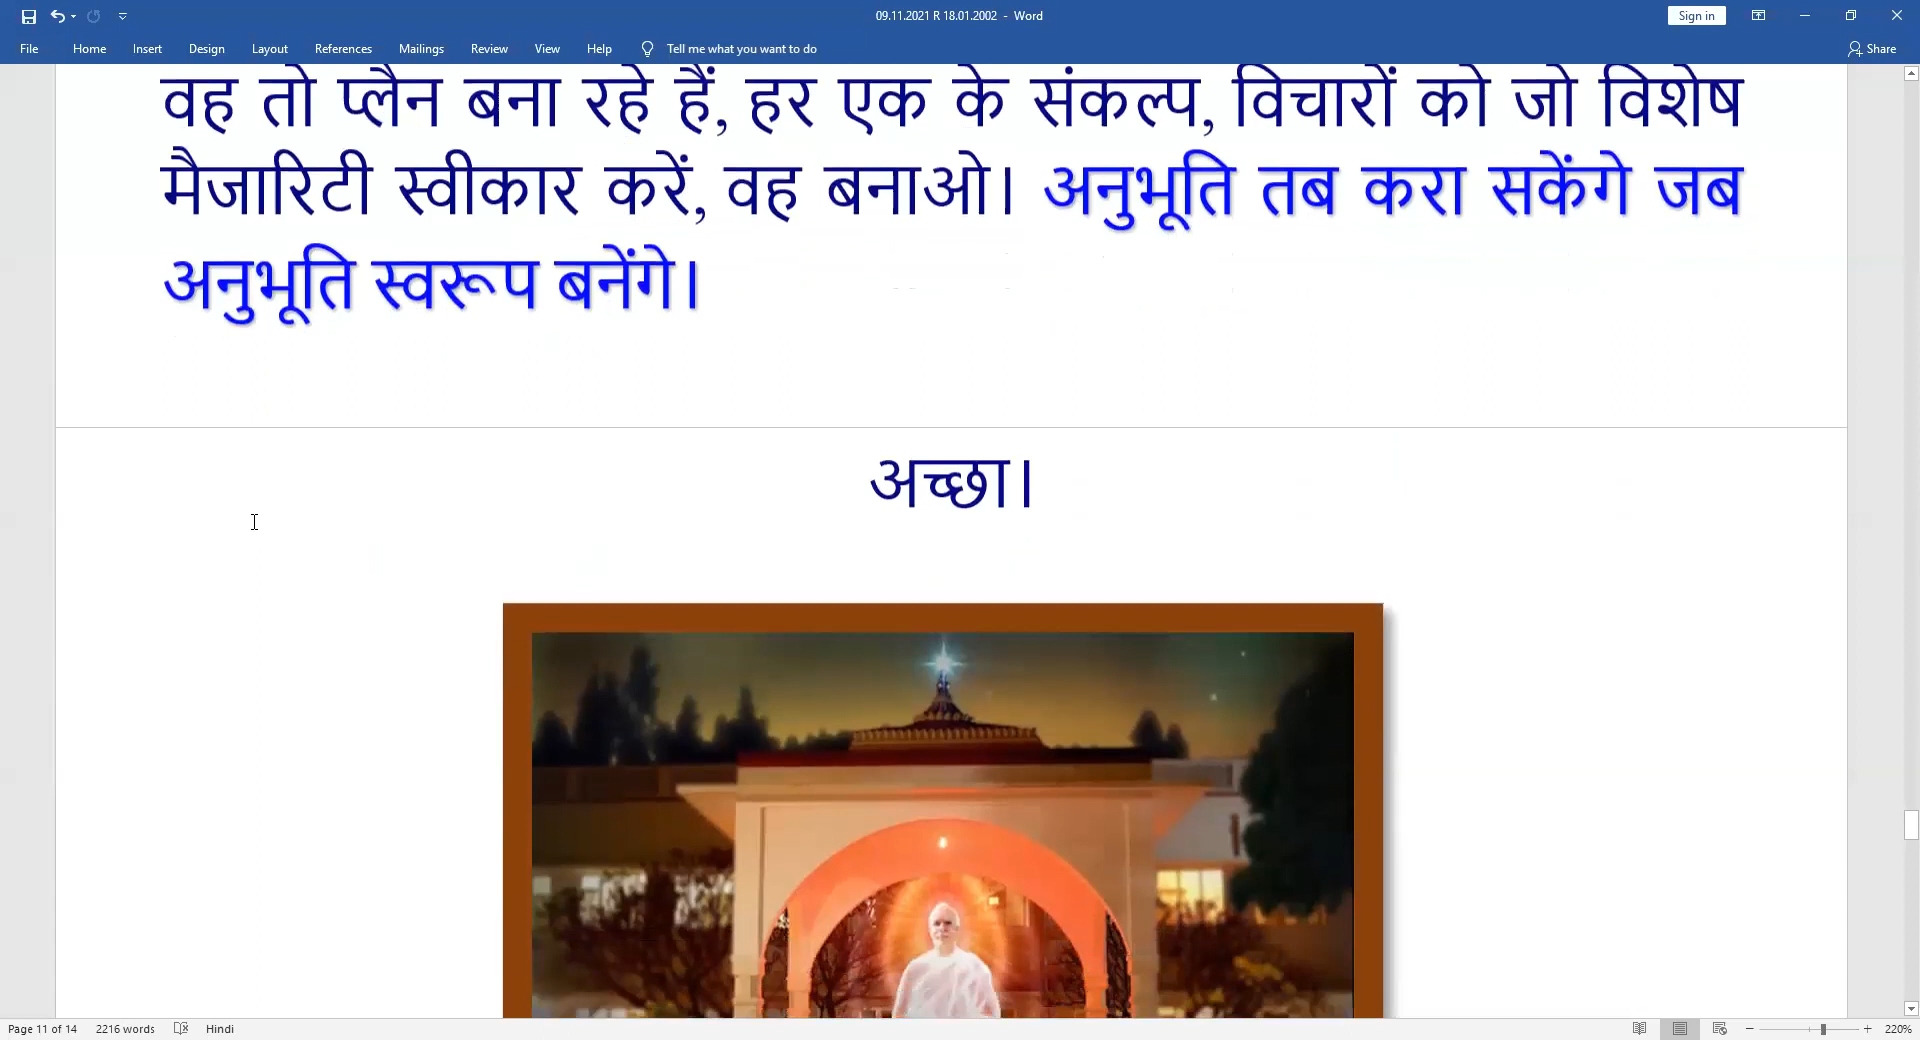 09.11.2021 R 18.01.2002 - Word
Sign in
File Home Insert Design Layout References Mailings Review View Help Tell me what you want to do Share
वह तो प्लैन बना रहे हैं, हर एक के संकल्प, विचारों को जो विशेष
मैजारिटी स्वीकार करें, वह बनाओ। अनुभूति तब करा सकेंगे जब
अनुभूति स्वरूप बनेंगे।
अच्छा।
Page 11 of 14 2216 words Hindi 220%